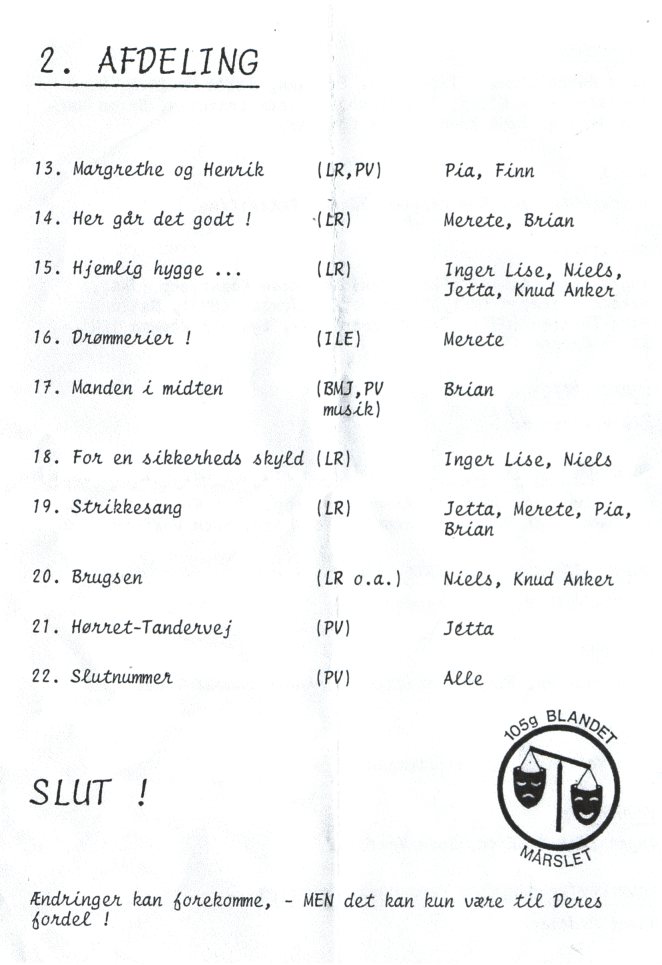 2. AFDELING
13. Margrethe og Henrik (LR,PV) Pia, Finn
14. Her går det godt ! (LR) Merete, Brian
15. Hjemlig hygge ... (LR) Inger Lise, Niels,
Jetta, Knud Anker
16. Drømmerier ! (ILE) Merete
17. Manden i midten (BMJ,PV Brian
musik)
18. For en sikkerheds skyld (LR) Inger Lise, Niels
19. Strikkesang (LR) Jetta, Merete, Pia,
Brian
20. Brugsen (LR o.a.) Niels, Knud Anker
21. Hørret-Tandervej (PV) Jetta
22. Slutnummer (PV) Alle
105g BLANDET
MÅRSLET
SLUT !
Ændringer kan forekomme, - MEN det kan kun være til Deres
fordel !